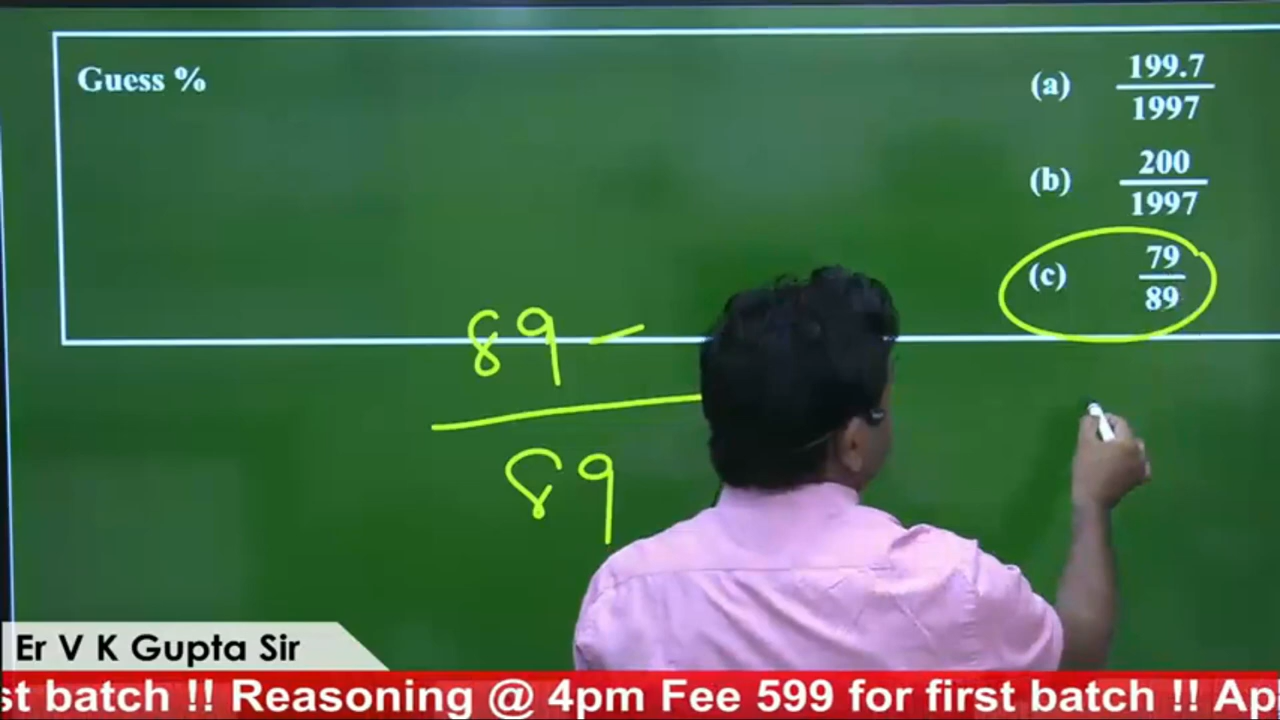 Guess %
(a) 199.7
1997
(b) 200
1997
(c) 79
89
89 –
89
Er V K Gupta Sir
st batch !! Reasoning @ 4pm Fee 599 for first batch !! Ap